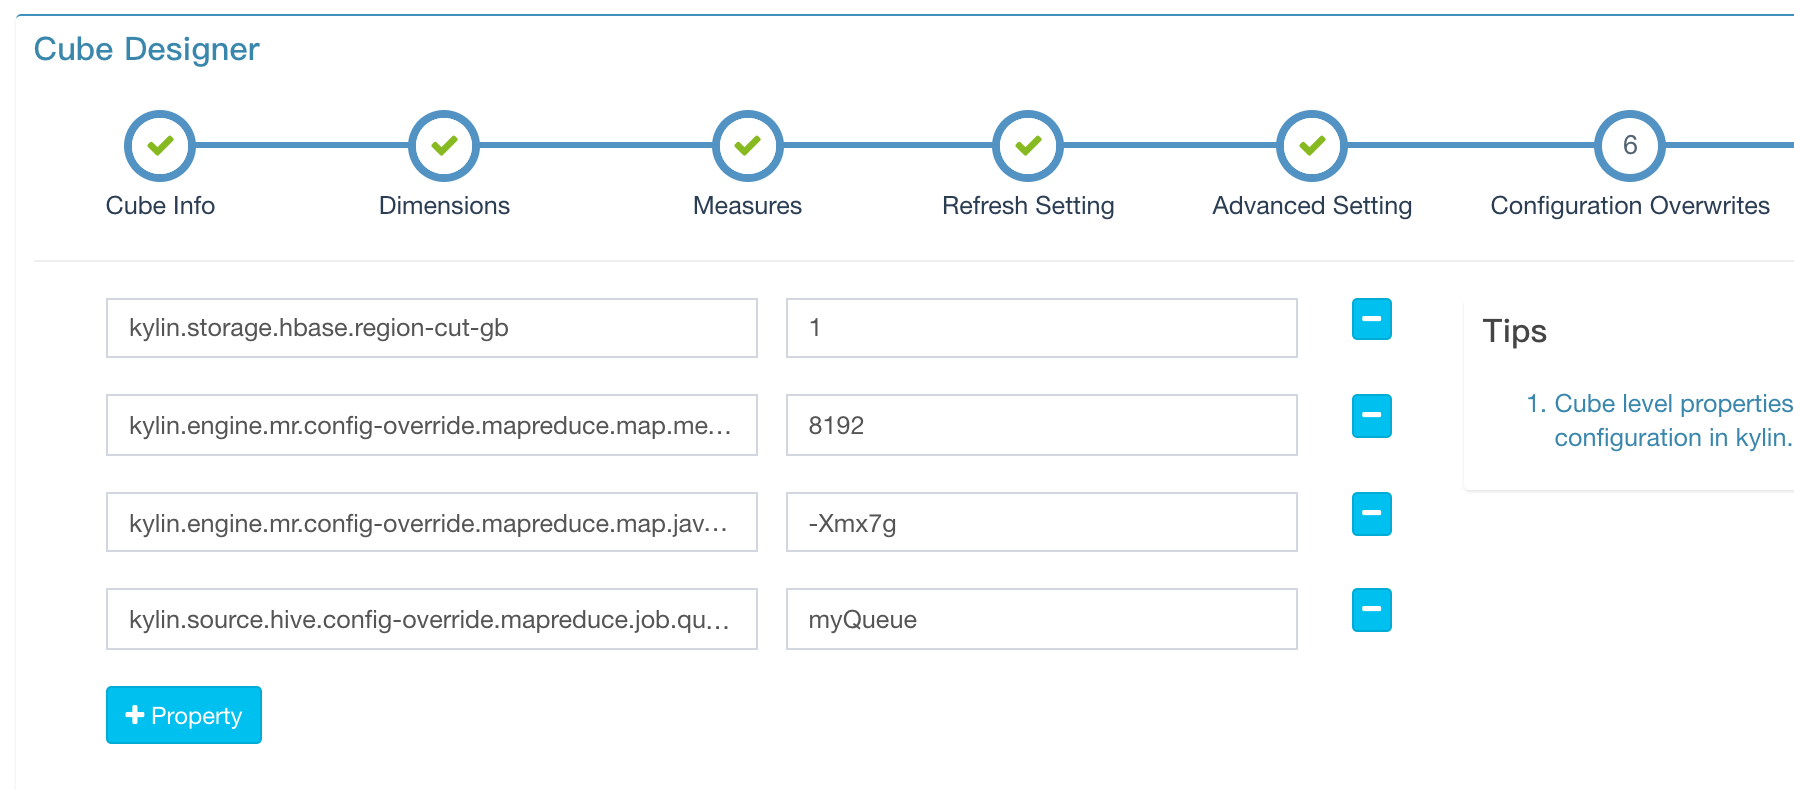 Cube Designer
6
Cube Info
Dimensions
Measures
Refresh Setting
Advanced Setting
Configuration Overwrites
kylin.storage.hbase.region-cut-gb
1
kylin.engine.mr.config-override.mapreduce.map.me...
8192
kylin.engine.mr.config-override.mapreduce.map.jav...
-Xmx7g
kylin.source.hive.config-override.mapreduce.job.qu...
myQueue
Property
Tips
1. Cube level properties
configuration in kylin.